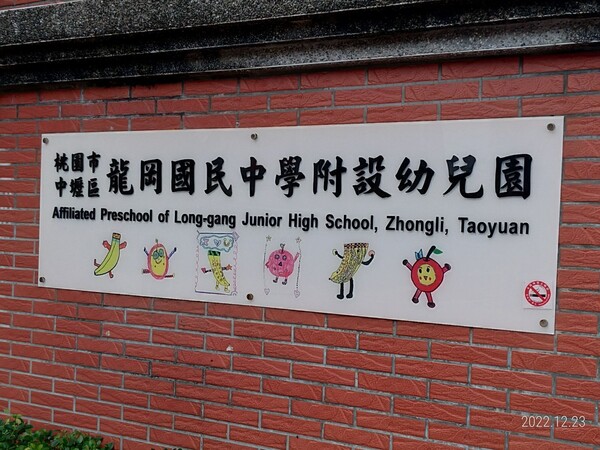 桃園市
中壢區
龍岡國民中學附設幼兒園
Affiliated Preschool of Long-gang Junior High School, Zhongli, Taoyuan
2022.12.23